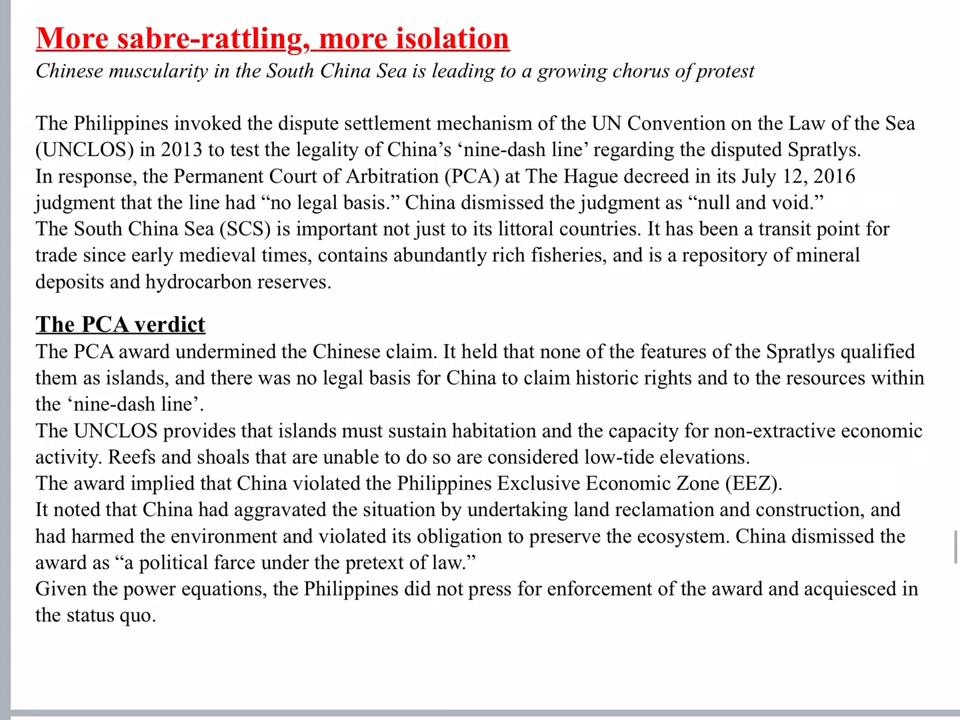 More sabre-rattling, more isolation
Chinese muscularity in the South China Sea is leading to a growing chorus of protest
The Philippines invoked the dispute settlement mechanism of the UN Convention on the Law of the Sea
(UNCLOS) in 2013 to test the legality of China’s ‘nine-dash line’ regarding the disputed Spratlys.
In response, the Permanent Court of Arbitration (PCA) at The Hague decreed in its July 12, 2016
judgment that the line had “no legal basis.” China dismissed the judgment as “null and void.”
The South China Sea (SCS) is important not just to its littoral countries. It has been a transit point for
trade since early medieval times, contains abundantly rich fisheries, and is a repository of mineral
deposits and hydrocarbon reserves.
The PCA verdict
The PCA award undermined the Chinese claim. It held that none of the features of the Spratlys qualified
them as islands, and there was no legal basis for China to claim historic rights and to the resources within
the ‘nine-dash line’.
The UNCLOS provides that islands must sustain habitation and the capacity for non-extractive economic
activity. Reefs and shoals that are unable to do so are considered low-tide elevations.
The award implied that China violated the Philippines Exclusive Economic Zone (EEZ).
It noted that China had aggravated the situation by undertaking land reclamation and construction, and
had harmed the environment and violated its obligation to preserve the ecosystem. China dismissed the
award as “a political farce under the pretext of law.”
Given the power equations, the Philippines did not press for enforcement of the award and acquiesced in
the status quo.